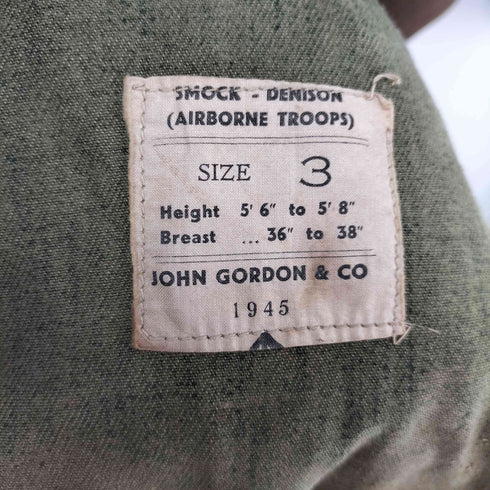 SMOCK - DENISON
(AIRBORNE TROOPS)
SIZE 3
Height 5' 6" to 5' 8"
Breast ... 36" to 38"
JOHN GORDON & CO
1945